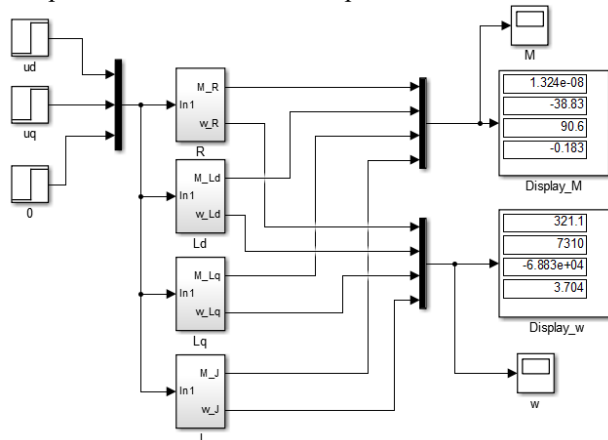 ud
uq
0
In1
M_R
w_R
R
In1
M_Ld
w_Ld
Ld
In1
M_Lq
w_Lq
Lq
In1
M_J
w_J
M
1.324e-08
-38.83
90.6
-0.183
Display_M
321.1
7310
-6.883e+04
3.704
Display_w
w